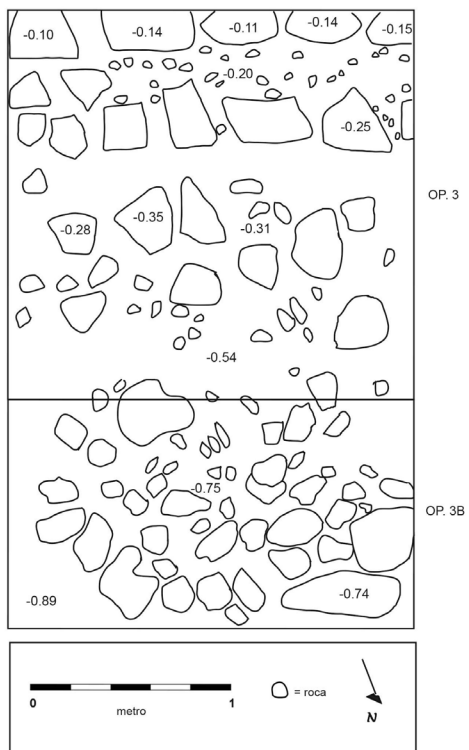 -0.10 -0.14 -0.11 -0.14 -0.15
-0.20
-0.25
OP. 3
-0.28 -0.35 -0.31
-0.54
-0.75
OP. 3B
-0.89 -0.74
0 metro 1
= roca
N